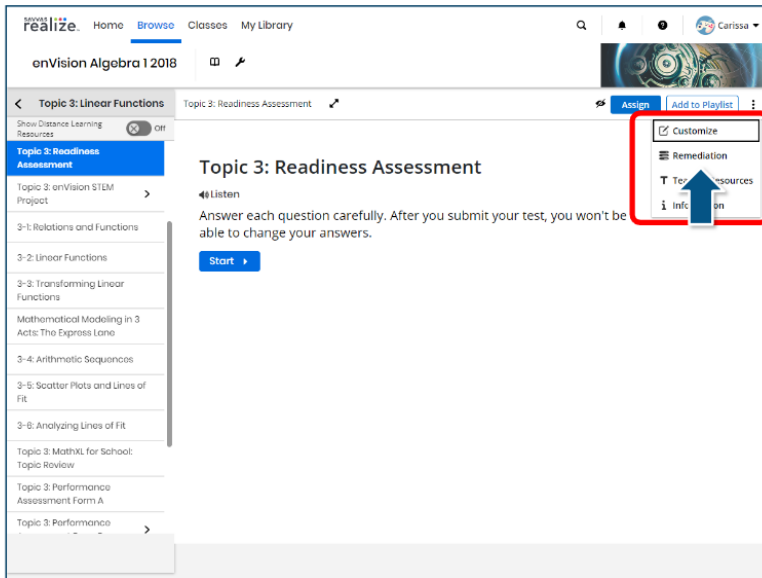 savvas
realize. Home Browse Classes My Library Carissa
enVision Algebra 1 2018
Topic 3: Linear Functions
Topic 3: Readiness Assessment
Assign
Add to Playlist
Show Distance Learning
Resources
Off
Topic 3: Readiness
Assessment
Topic 3: enVision STEM
Project
3-1: Relations and Functions
3-2: Linear Functions
3-3: Transforming Linear
Functions
Mathematical Modeling in 3
Acts: The Express Lane
3-4: Arithmetic Sequences
3-5: Scatter Plots and Lines of
Fit
3-6: Analyzing Lines of Fit
Topic 3: MathXL for School:
Topic Review
Topic 3: Performance
Assessment Form A
Topic 3: Performance
Topic 3: Readiness Assessment
Listen
Answer each question carefully. After you submit your test, you won't be
able to change your answers.
Start
Customize
Remediation